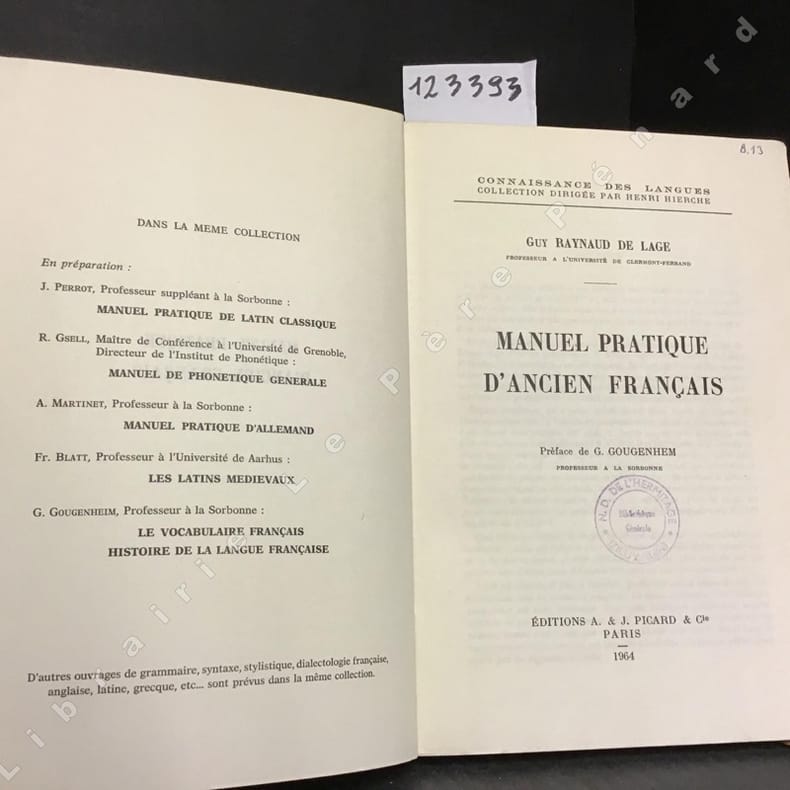 123393
8.13
DANS LA MEME COLLECTION
En préparation :
J. PERROT, Professeur suppléant à la Sorbonne :
MANUEL PRATIQUE DE LATIN CLASSIQUE
R. GSELL, Maître de Conférence à l'Université de Grenoble,
Directeur de l'Institut de Phonétique :
MANUEL DE PHONETIQUE GENERALE
A. MARTINET, Professeur à la Sorbonne :
MANUEL PRATIQUE D'ALLEMAND
Fr. BLATT, Professeur à l'Université de Aarhus :
LES LATINS MEDIEVAUX
G. GOUGENHEIM, Professeur à la Sorbonne :
LE VOCABULAIRE FRANÇAIS
HISTOIRE DE LA LANGUE FRANÇAISE
D'autres ouvrages de grammaire, syntaxe, stylistique, dialectologie française,
anglaise, latine, grecque, etc... sont prévus dans la même collection.
CONNAISSANCE DES LANGUES
COLLECTION DIRIGÉE PAR HENRI HIERCHE
GUY RAYNAUD DE LAGE
PROFESSEUR A L'UNIVERSITÉ DE CLERMONT-FERRAND
MANUEL PRATIQUE
D'ANCIEN FRANÇAIS
Préface de G. GOUGENHEM
PROFESSEUR A LA SORBONNE
N. D. DE L'HERMITAGE
Bibliothèque
Générale
ÉDITIONS A. & J. PICARD & Cie
PARIS
1964
Librairie Le Père Pénard